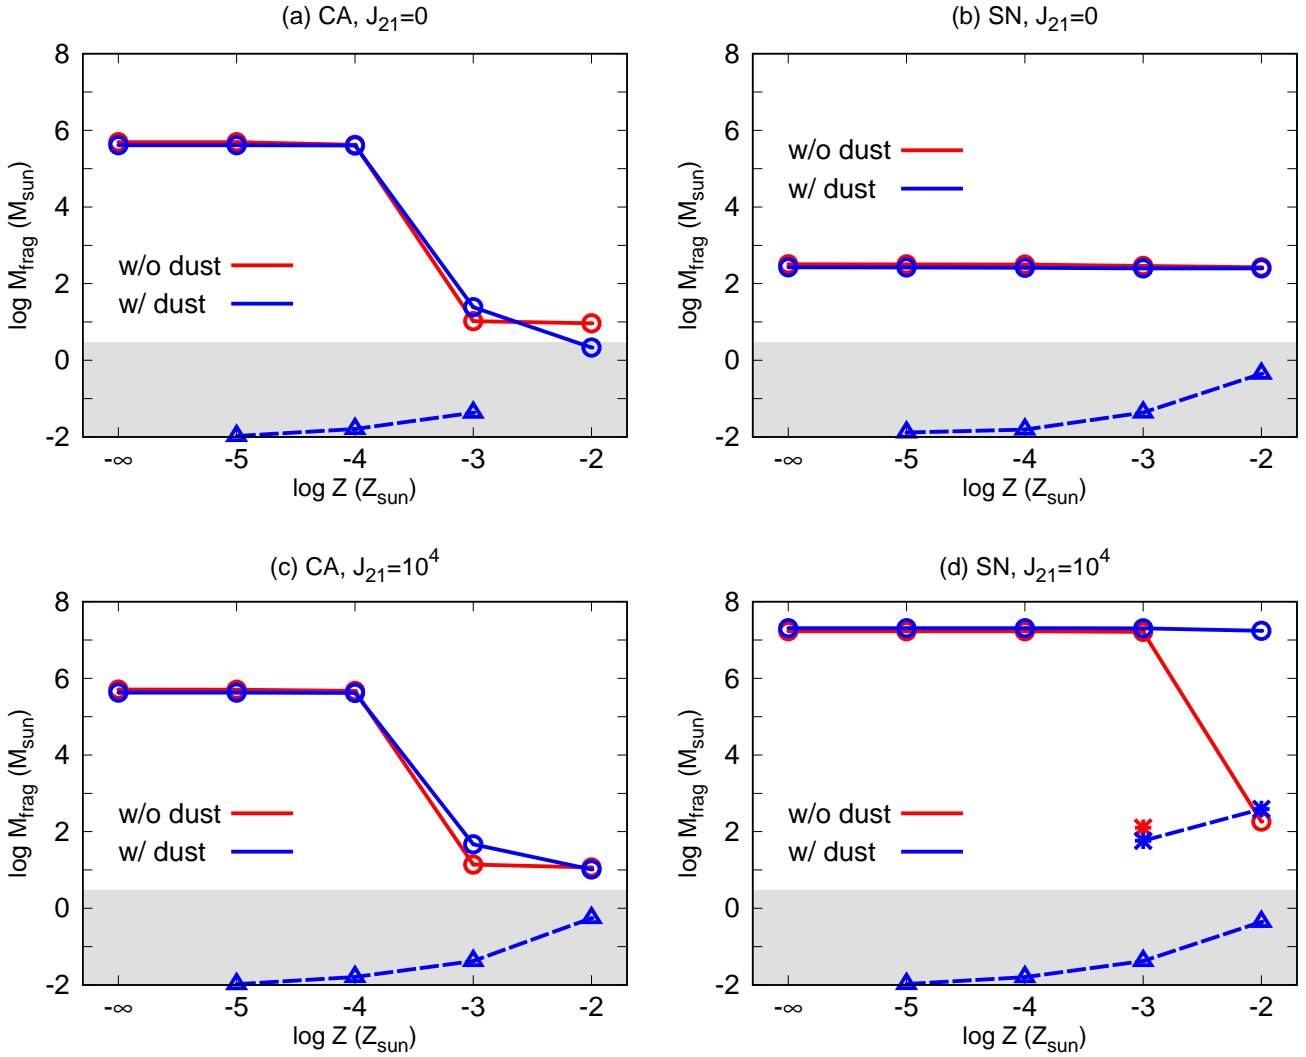 (a) CA, J21=0
8
6
4
2
0
-2
log Mfrag (Msun)
w/o dust
w/ dust
-∞ -5 -4 -3 -2
log Z (Zsun)
(b) SN, J21=0
8
6
4
2
0
-2
log Mfrag (Msun)
w/o dust
w/ dust
-∞ -5 -4 -3 -2
log Z (Zsun)
(c) CA, J21=10^4
8
6
4
2
0
-2
log Mfrag (Msun)
w/o dust
w/ dust
-∞ -5 -4 -3 -2
log Z (Zsun)
(d) SN, J21=10^4
8
6
4
2
0
-2
log Mfrag (Msun)
w/o dust
w/ dust
-∞ -5 -4 -3 -2
log Z (Zsun)